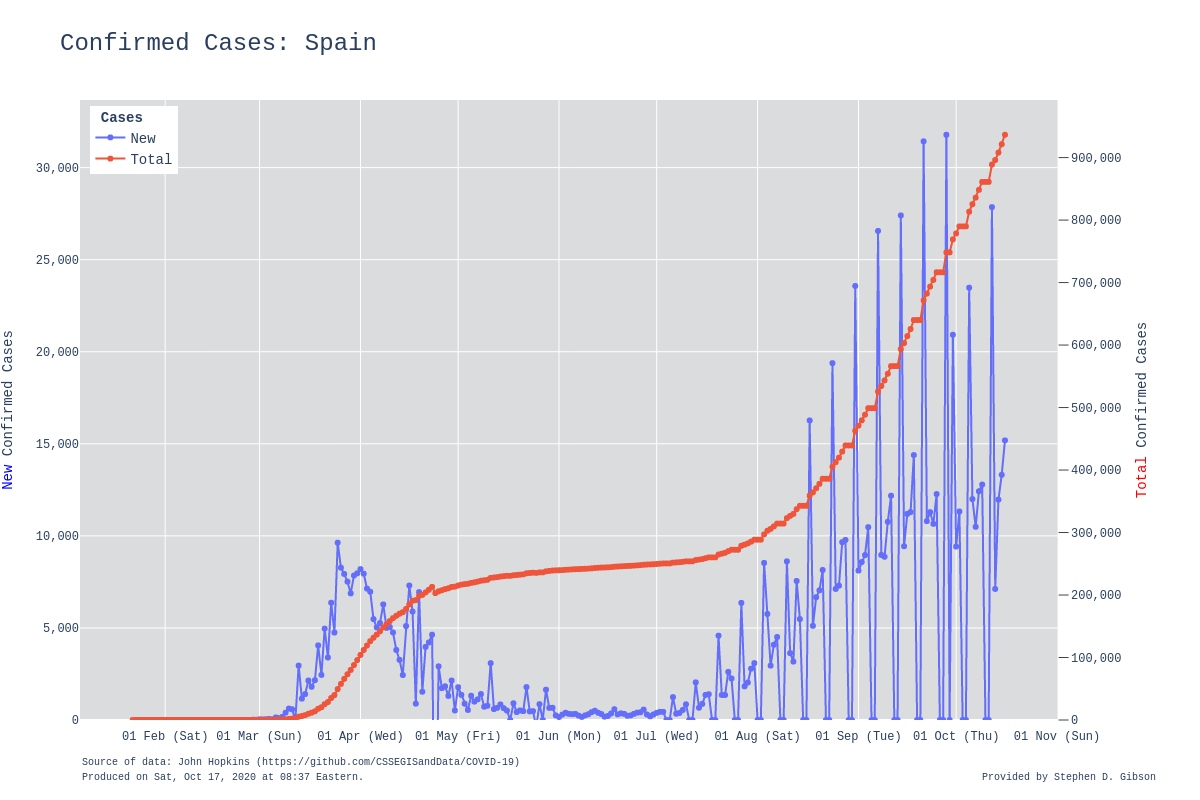 Confirmed Cases: Spain
Cases
New
Total
30,000
25,000
20,000
15,000
10,000
5,000
0
New Confirmed Cases
900,000
800,000
700,000
600,000
500,000
400,000
300,000
200,000
100,000
0
Total Confirmed Cases
01 Feb (Sat) 01 Mar (Sun) 01 Apr (Wed) 01 May (Fri) 01 Jun (Mon) 01 Jul (Wed) 01 Aug (Sat) 01 Sep (Tue) 01 Oct (Thu) 01 Nov (Sun)
Source of data: John Hopkins (https://github.com/CSSEGISandData/COVID-19)
Produced on Sat, Oct 17, 2020 at 08:37 Eastern.
Provided by Stephen D. Gibson